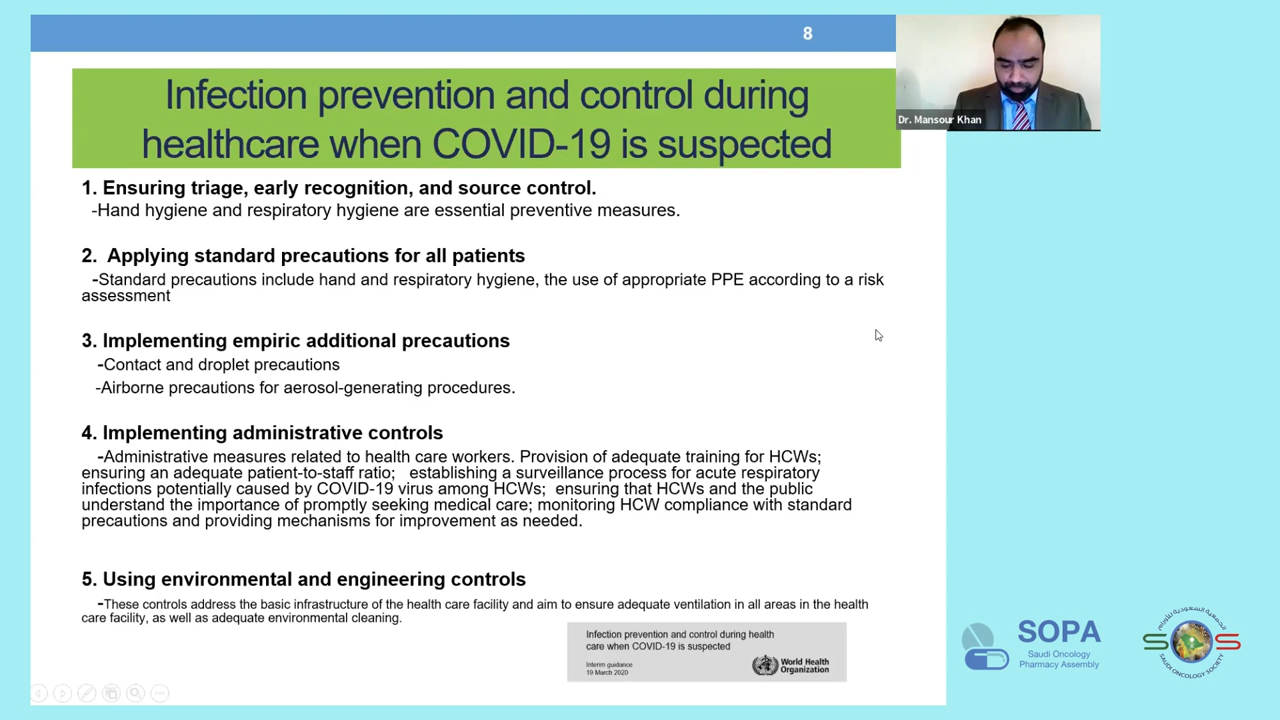 8
Infection prevention and control during
healthcare when COVID-19 is suspected
1. Ensuring triage, early recognition, and source control.
-Hand hygiene and respiratory hygiene are essential preventive measures.
2. Applying standard precautions for all patients
-Standard precautions include hand and respiratory hygiene, the use of appropriate PPE according to a risk
assessment
3. Implementing empiric additional precautions
-Contact and droplet precautions
-Airborne precautions for aerosol-generating procedures.
4. Implementing administrative controls
-Administrative measures related to health care workers. Provision of adequate training for HCWs;
ensuring an adequate patient-to-staff ratio; establishing a surveillance process for acute respiratory
infections potentially caused by COVID-19 virus among HCWs; ensuring that HCWs and the public
understand the importance of promptly seeking medical care; monitoring HCW compliance with standard
precautions and providing mechanisms for improvement as needed.
5. Using environmental and engineering controls
-These controls address the basic infrastructure of the health care facility and aim to ensure adequate ventilation in all areas in the health
care facility, as well as adequate environmental cleaning.
Infection prevention and control during health
care when COVID-19 is suspected
Interim guidance
19 March 2020
World Health
Organization
Dr. Mansour Khan
SOPA
Saudi Oncology
Pharmacy Assembly
الجمعية السعودية للأورام
SOS
SAUDI ONCOLOGY SOCIETY